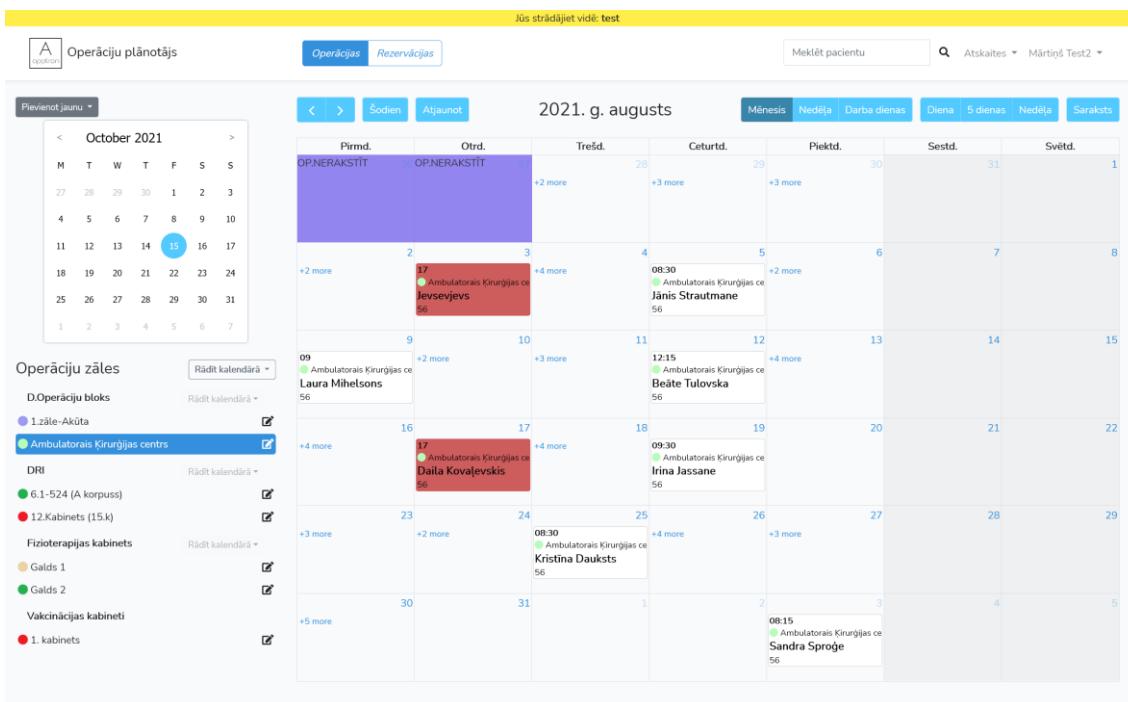 Jūs strādājiet vidē: test
A
opptron
Operāciju plānotājs
Operācijas Rezervācijas
Meklēt pacientu
Atskaites
Mārtiņš Test2
Pievienot jaunu
< October 2021 >
M T W T F S S
27 28 29 30 1 2 3
4 5 6 7 8 9 10
11 12 13 14 15 16 17
18 19 20 21 22 23 24
25 26 27 28 29 30 31
1 2 3 4 5 6 7
Operāciju zāles
Rādīt kalendārā
D.Operāciju bloks Rādīt kalendārā
1.zāle-Akūta
Ambulatorais Ķirurģijas centrs
DRI Rādīt kalendārā
6.1-524 (A korpuss)
12.Kabinets (15.k)
Fizioterapijas kabinets Rādīt kalendārā
Galds 1
Galds 2
Vakcinācijas kabineti
1. kabinets
< > Šodien Atjaunot
2021. g. augusts
Mēnesis Nedēļa Darba dienas Diena 5 dienas Nedēļa Saraksts
Pirmd. Otrd. Trešd. Ceturtd. Piektd. Sestd. Svētd.
28 29 30 31 1
OP.NERAKSTĪT OP.NERAKSTĪT
+2 more +3 more +3 more
2 3 4 5 6 7 8
+2 more
17
Ambulatorais Ķirurģijas ce
Jevsevjevs
56
+4 more
08:30
Ambulatorais Ķirurģijas ce
Jānis Strautmane
56
+2 more
9 10 11 12 13 14 15
09
Ambulatorais Ķirurģijas ce
Laura Mihelsons
56
+2 more
+3 more
12:15
Ambulatorais Ķirurģijas ce
Beāte Tulovska
56
+4 more
16 17 18 19 20 21 22
+4 more
17
Ambulatorais Ķirurģijas ce
Daila Kovaļevskis
56
+4 more
09:30
Ambulatorais Ķirurģijas ce
Irina Jassane
56
23 24 25 26 27 28 29
+3 more
+2 more
08:30
Ambulatorais Ķirurģijas ce
Kristīna Dauksts
56
+4 more
+3 more
30 31 1 2 3 4 5
+5 more
08:15
Ambulatorais Ķirurģijas ce
Sandra Sproģe
56